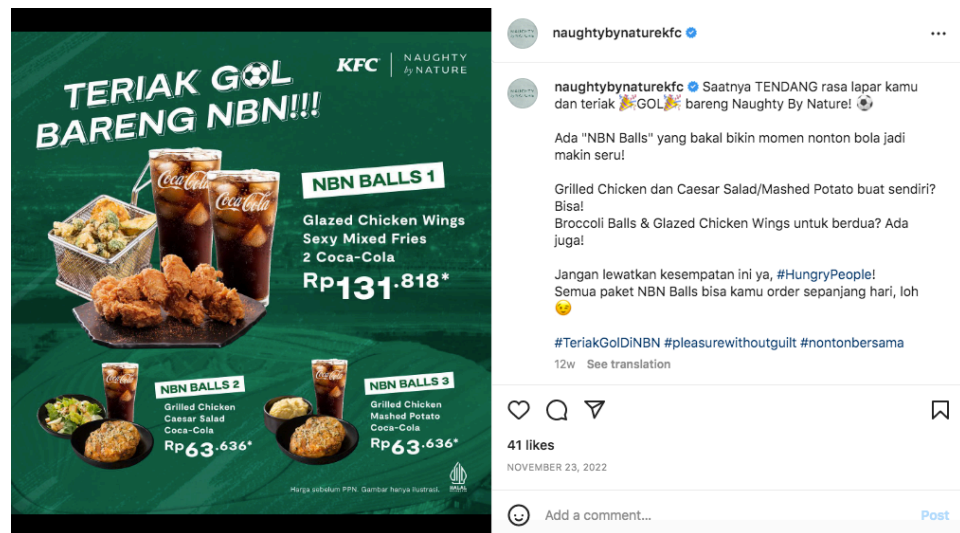 KFC
NAUGHTY
by NATURE
TERIAK GOL
BARENG NBN!!!
Coca-Cola
Coca-Cola
NBN BALLS 1
Glazed Chicken Wings
Sexy Mixed Fries
2 Coca-Cola
Rp131.818*
NBN BALLS 2
Grilled Chicken
Caesar Salad
Coca-Cola
Rp63.636*
NBN BALLS 3
Grilled Chicken
Mashed Potato
Coca-Cola
Rp63.636*
Harga sebelum PPN. Gambar hanya ilustrasi.
HALAL
naughtybynaturekfc
naughtybynaturekfc Saatnya TENDANG rasa lapar kamu
dan teriak 🎉GOL🎉 bareng Naughty By Nature! ⚽
Ada "NBN Balls" yang bakal bikin momen nonton bola jadi
makin seru!
Grilled Chicken dan Caesar Salad/Mashed Potato buat sendiri?
Bisa!
Broccoli Balls & Glazed Chicken Wings untuk berdua? Ada
juga!
Jangan lewatkan kesempatan ini ya, #HungryPeople!
Semua paket NBN Balls bisa kamu order sepanjang hari, loh
😉
#TeriakGolDiNBN #pleasurewithoutguilt #nontonbersama
12w See translation
41 likes
NOVEMBER 23, 2022
Add a comment...
Post